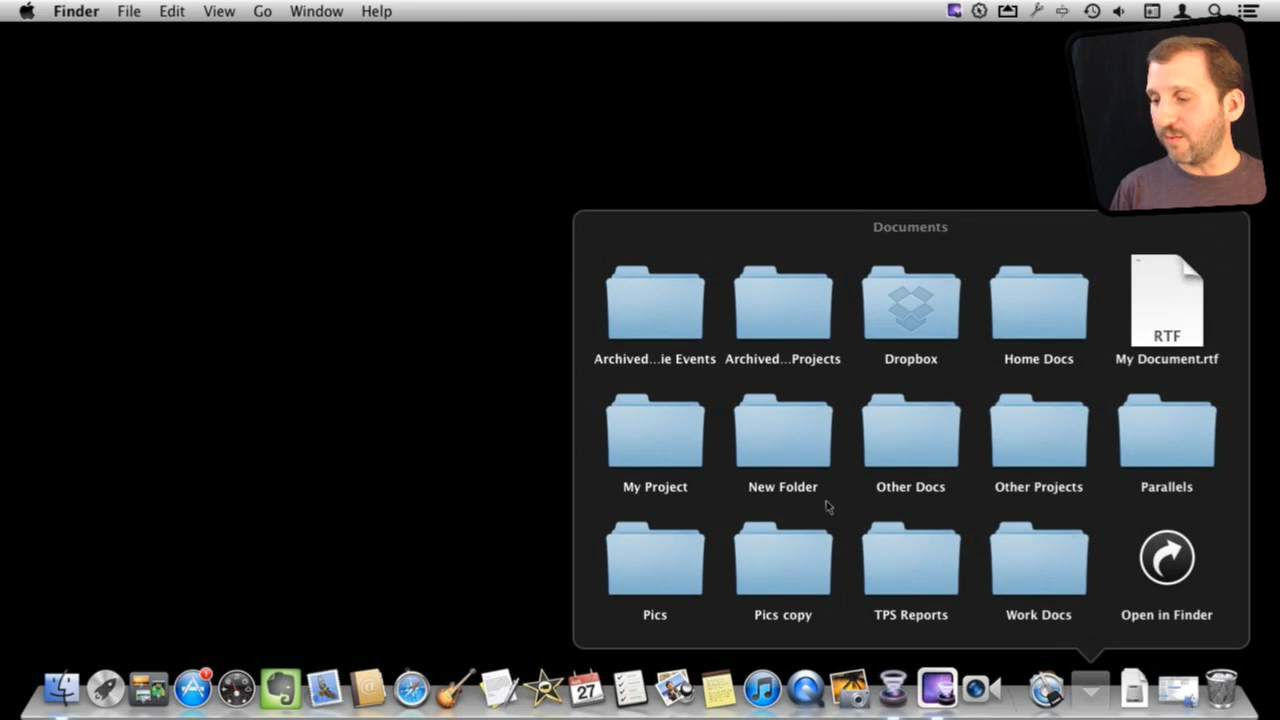 Finder File Edit View Go Window Help
Documents
Archived...ie Events Archived...Projects Dropbox Home Docs My Document.rtf
RTF
My Project New Folder Other Docs Other Projects Parallels
Pics Pics copy TPS Reports Work Docs Open in Finder
1
27